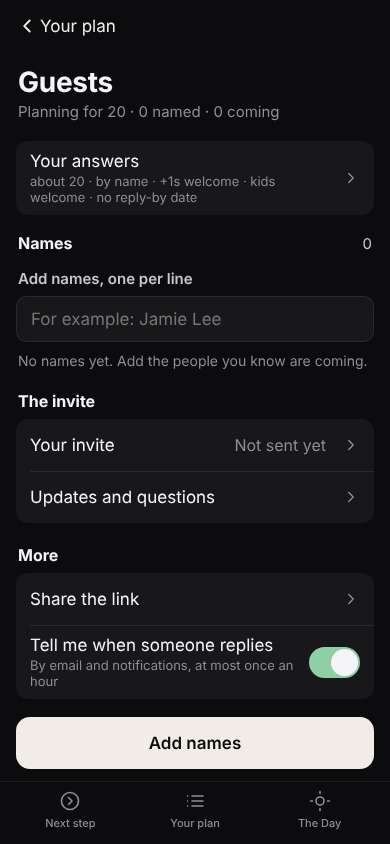 Your plan
Guests
Planning for 20 · 0 named · 0 coming
Your answers
about 20 · by name · +1s welcome · kids
welcome · no reply-by date
Names
0
Add names, one per line
For example: Jamie Lee
No names yet. Add the people you know are coming.
The invite
Your invite
Not sent yet
Updates and questions
More
Share the link
Tell me when someone replies
By email and notifications, at most once an
hour
Add names
Next step
Your plan
The Day